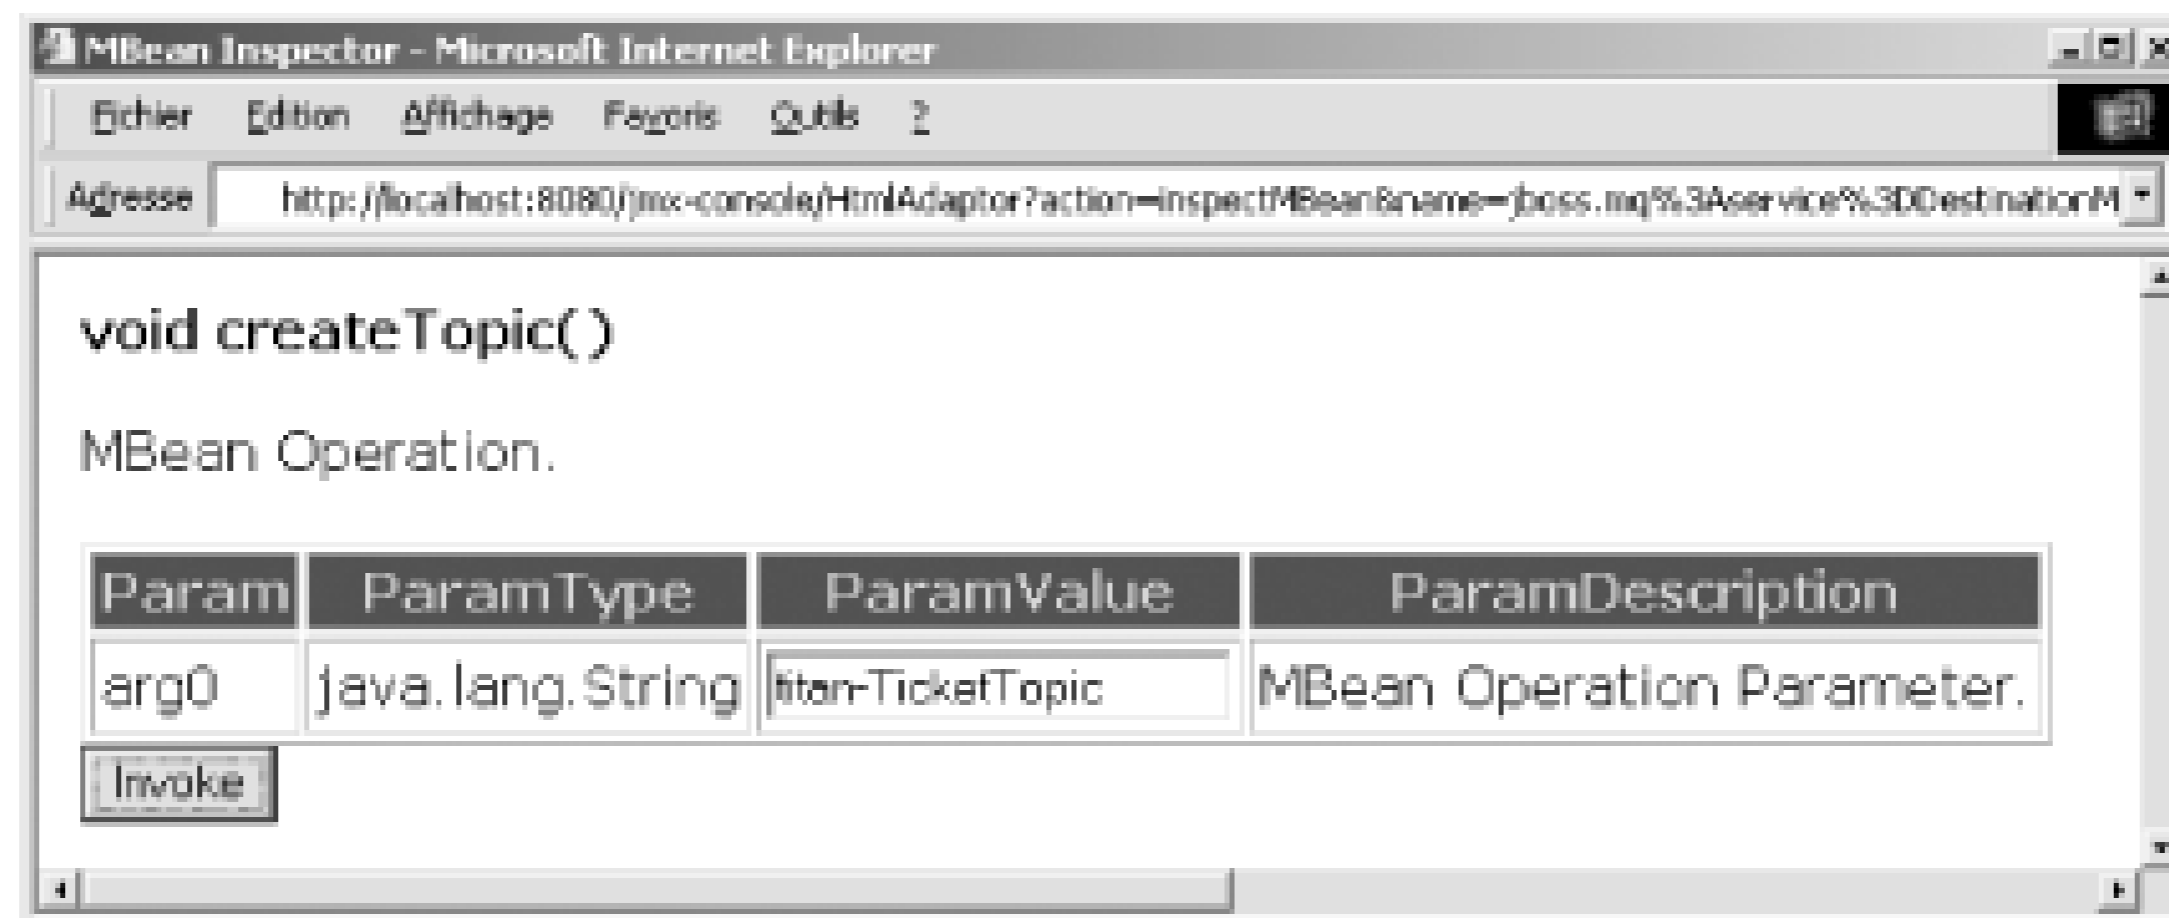 MBean Inspector - Microsoft Internet Explorer
Fichier Edition Affichage Favoris Outils ?
Adresse http://localhost:8080/jmx-console/HtmlAdaptor?action=inspectMBean&name=jboss.mq%3Aservice%3DDestinationM
void createTopic()
MBean Operation.
Param ParamType ParamValue ParamDescription
arg0 java.lang.String titan-TicketTopic MBean Operation Parameter.
Invoke